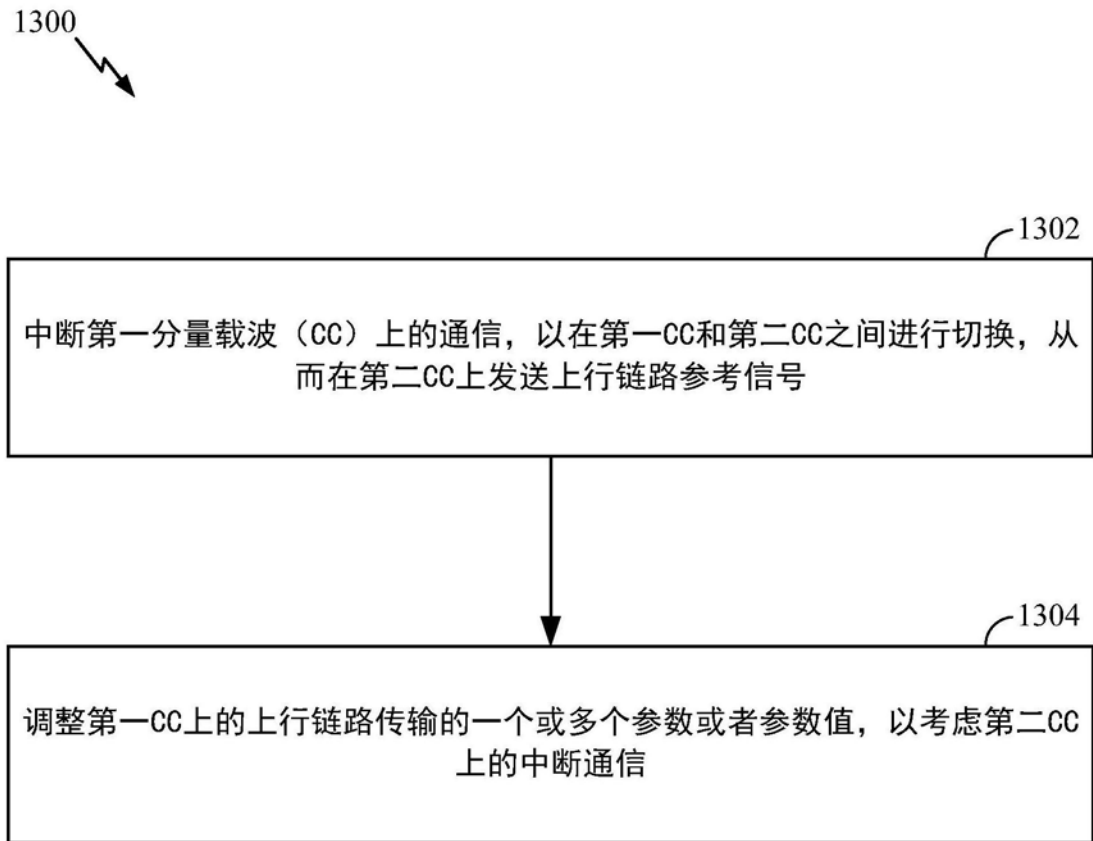 1300
1302
中断第一分量载波（CC）上的通信，以在第一CC和第二CC之间进行切换，从
而在第二CC上发送上行链路参考信号
1304
调整第一CC上的上行链路传输的一个或多个参数或者参数值，以考虑第二CC
上的中断通信